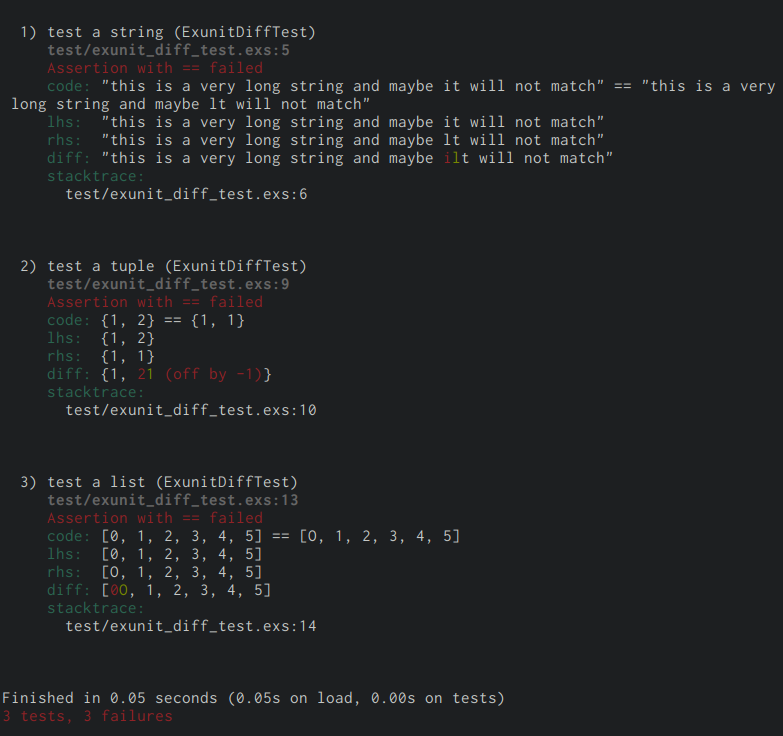 1) test a string (ExunitDiffTest)
test/exunit_diff_test.exs:5
Assertion with == failed
code: "this is a very long string and maybe it will not match" == "this is a very
long string and maybe lt will not match"
lhs: "this is a very long string and maybe it will not match"
rhs: "this is a very long string and maybe lt will not match"
diff: "this is a very long string and maybe ilt will not match"
stacktrace:
test/exunit_diff_test.exs:6
2) test a tuple (ExunitDiffTest)
test/exunit_diff_test.exs:9
Assertion with == failed
code: {1, 2} == {1, 1}
lhs: {1, 2}
rhs: {1, 1}
diff: {1, 21 (off by -1)}
stacktrace:
test/exunit_diff_test.exs:10
3) test a list (ExunitDiffTest)
test/exunit_diff_test.exs:13
Assertion with == failed
code: [0, 1, 2, 3, 4, 5] == [O, 1, 2, 3, 4, 5]
lhs: [0, 1, 2, 3, 4, 5]
rhs: [O, 1, 2, 3, 4, 5]
diff: [0O, 1, 2, 3, 4, 5]
stacktrace:
test/exunit_diff_test.exs:14
Finished in 0.05 seconds (0.05s on load, 0.00s on tests)
3 tests, 3 failures